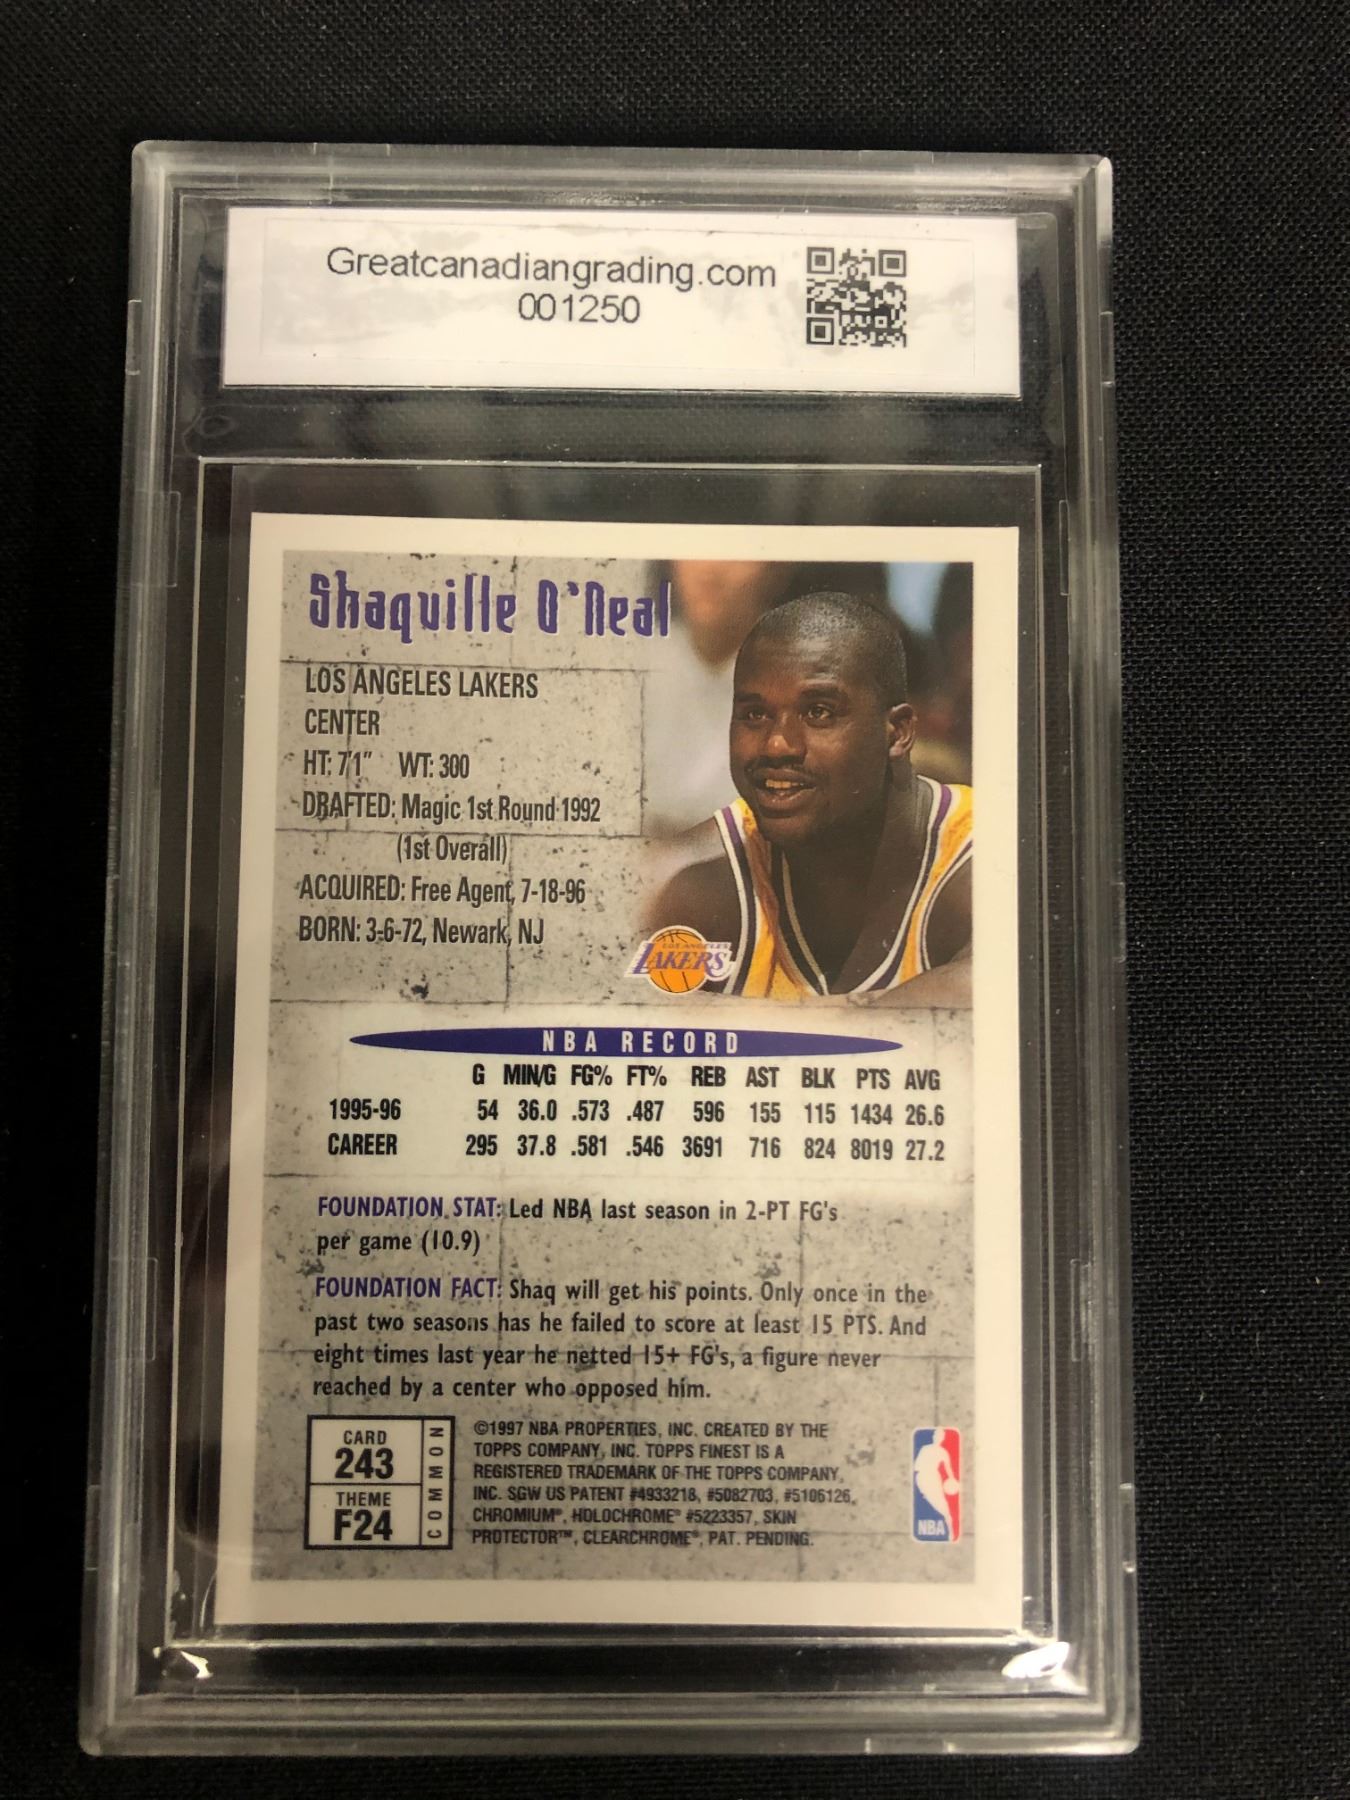 Greatcanadiangrading.com
001250
Shaquille O'Neal
LOS ANGELES LAKERS
CENTER
HT: 7'1" WT: 300
DRAFTED: Magic 1st Round 1992
(1st Overall)
ACQUIRED: Free Agent, 7-18-96
BORN: 3-6-72, Newark, NJ
LOS ANGELES
LAKERS
NBA RECORD
G MIN/G FG% FT% REB AST BLK PTS AVG
1995-96 54 36.0 .573 .487 596 155 115 1434 26.6
CAREER 295 37.8 .581 .546 3691 716 824 8019 27.2
FOUNDATION STAT: Led NBA last season in 2-PT FG's
per game (10.9)
FOUNDATION FACT: Shaq will get his points. Only once in the
past two seasons has he failed to score at least 15 PTS. And
eight times last year he netted 15+ FG's, a figure never
reached by a center who opposed him.
CARD
243
THEME
F24
COMMON
©1997 NBA PROPERTIES, INC. CREATED BY THE
TOPPS COMPANY, INC. TOPPS FINEST IS A
REGISTERED TRADEMARK OF THE TOPPS COMPANY,
INC. SGW US PATENT #4933218, #5082703, #5106126,
CHROMIUM®, HOLOCHROME® #5223357, SKIN
PROTECTOR™, CLEARCHROME®, PAT. PENDING.
NBA